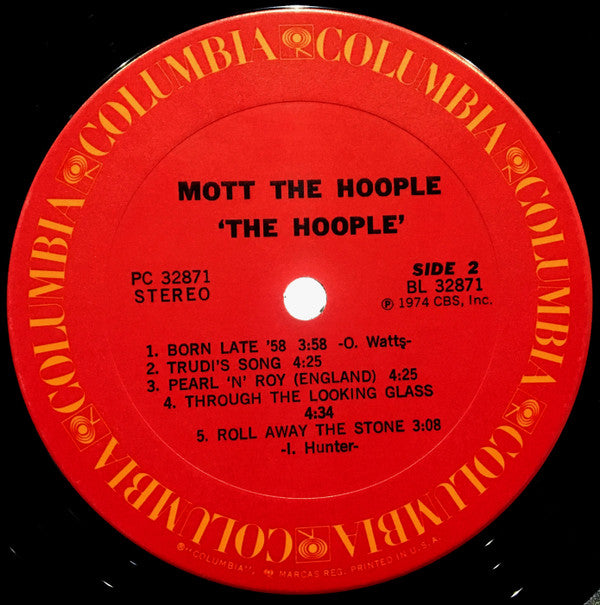 COLUMBIA COLUMBIA COLUMBIA COLUMBIA COLUMBIA COLUMBIA COLUMBIA COLUMBIA COLUMBIA
MOTT THE HOOPLE
‘THE HOOPLE’
PC 32871
STEREO
SIDE 2
BL 32871
Ⓟ 1974 CBS, Inc.
1. BORN LATE '58 3:58 -O. Watts-
2. TRUDI'S SONG 4:25
3. PEARL 'N' ROY (ENGLAND) 4:25
4. THROUGH THE LOOKING GLASS
4:34
5. ROLL AWAY THE STONE 3:08
-I. Hunter-
®"COLUMBIA", MARCAS REG. PRINTED IN U.S.A.